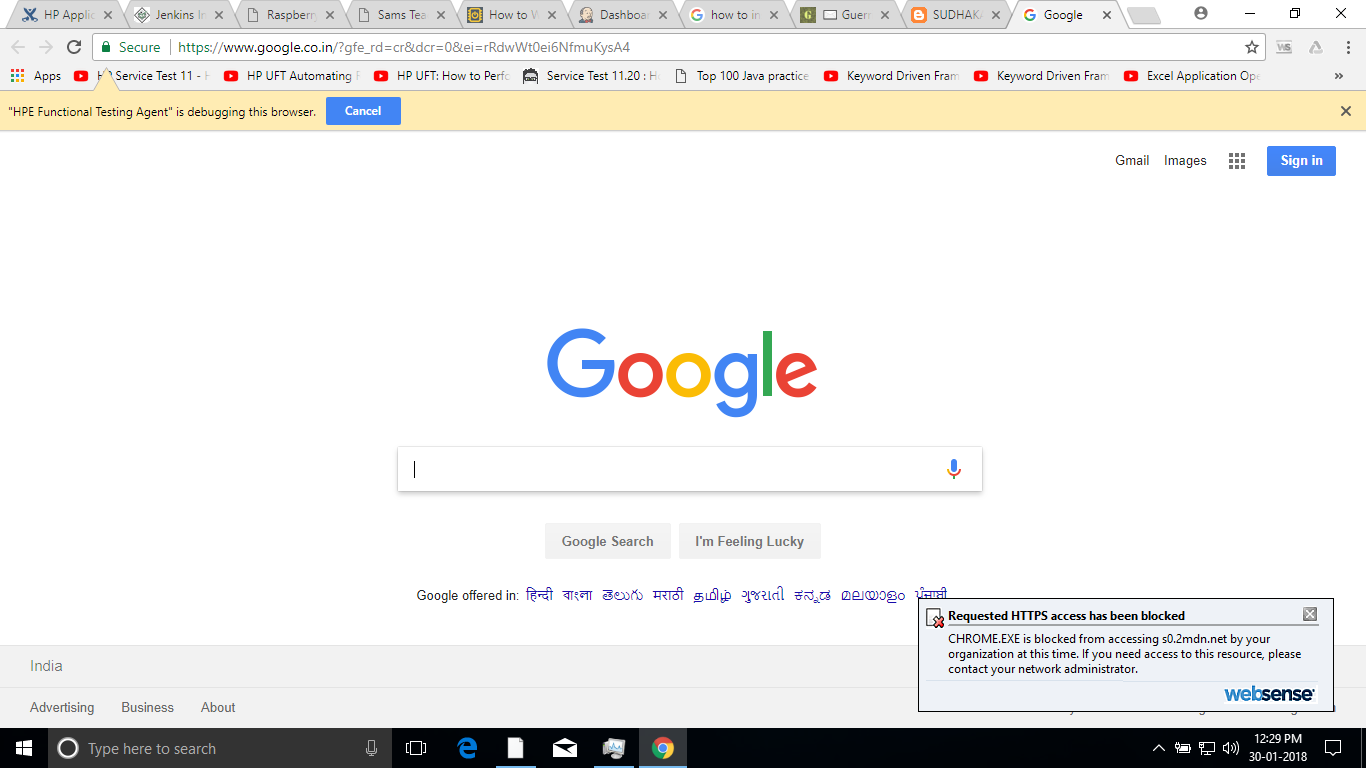 HP Applic
Jenkins In
Raspberry
Sams Tea
How to W
Dashboar
how to in
Guerr
SUDHAKA
Google
Secure
https://www.google.co.in/?gfe_rd=cr&dcr=0&ei=rRdwWt0ei6NfmuKysA4
Apps
HP Service Test 11 - H
HP UFT Automating F
HP UFT: How to Perfo
Service Test 11.20 : Ho
Top 100 Java practice
Keyword Driven Fram
Keyword Driven Fram
Excel Application Ope
"HPE Functional Testing Agent" is debugging this browser.
Cancel
Gmail
Images
Sign in
Google
Google Search
I'm Feeling Lucky
Google offered in: हिन्दी বাংলা తెలుగు मराठी தமிழ் ગુજરાતી ಕನ್ನಡ മലയാളം ਪੰਜਾਬੀ
Requested HTTPS access has been blocked
CHROME.EXE is blocked from accessing s0.2mdn.net by your
organization at this time. If you need access to this resource, please
contact your network administrator.
websense
India
Advertising
Business
About
Type here to search
12:29 PM
30-01-2018